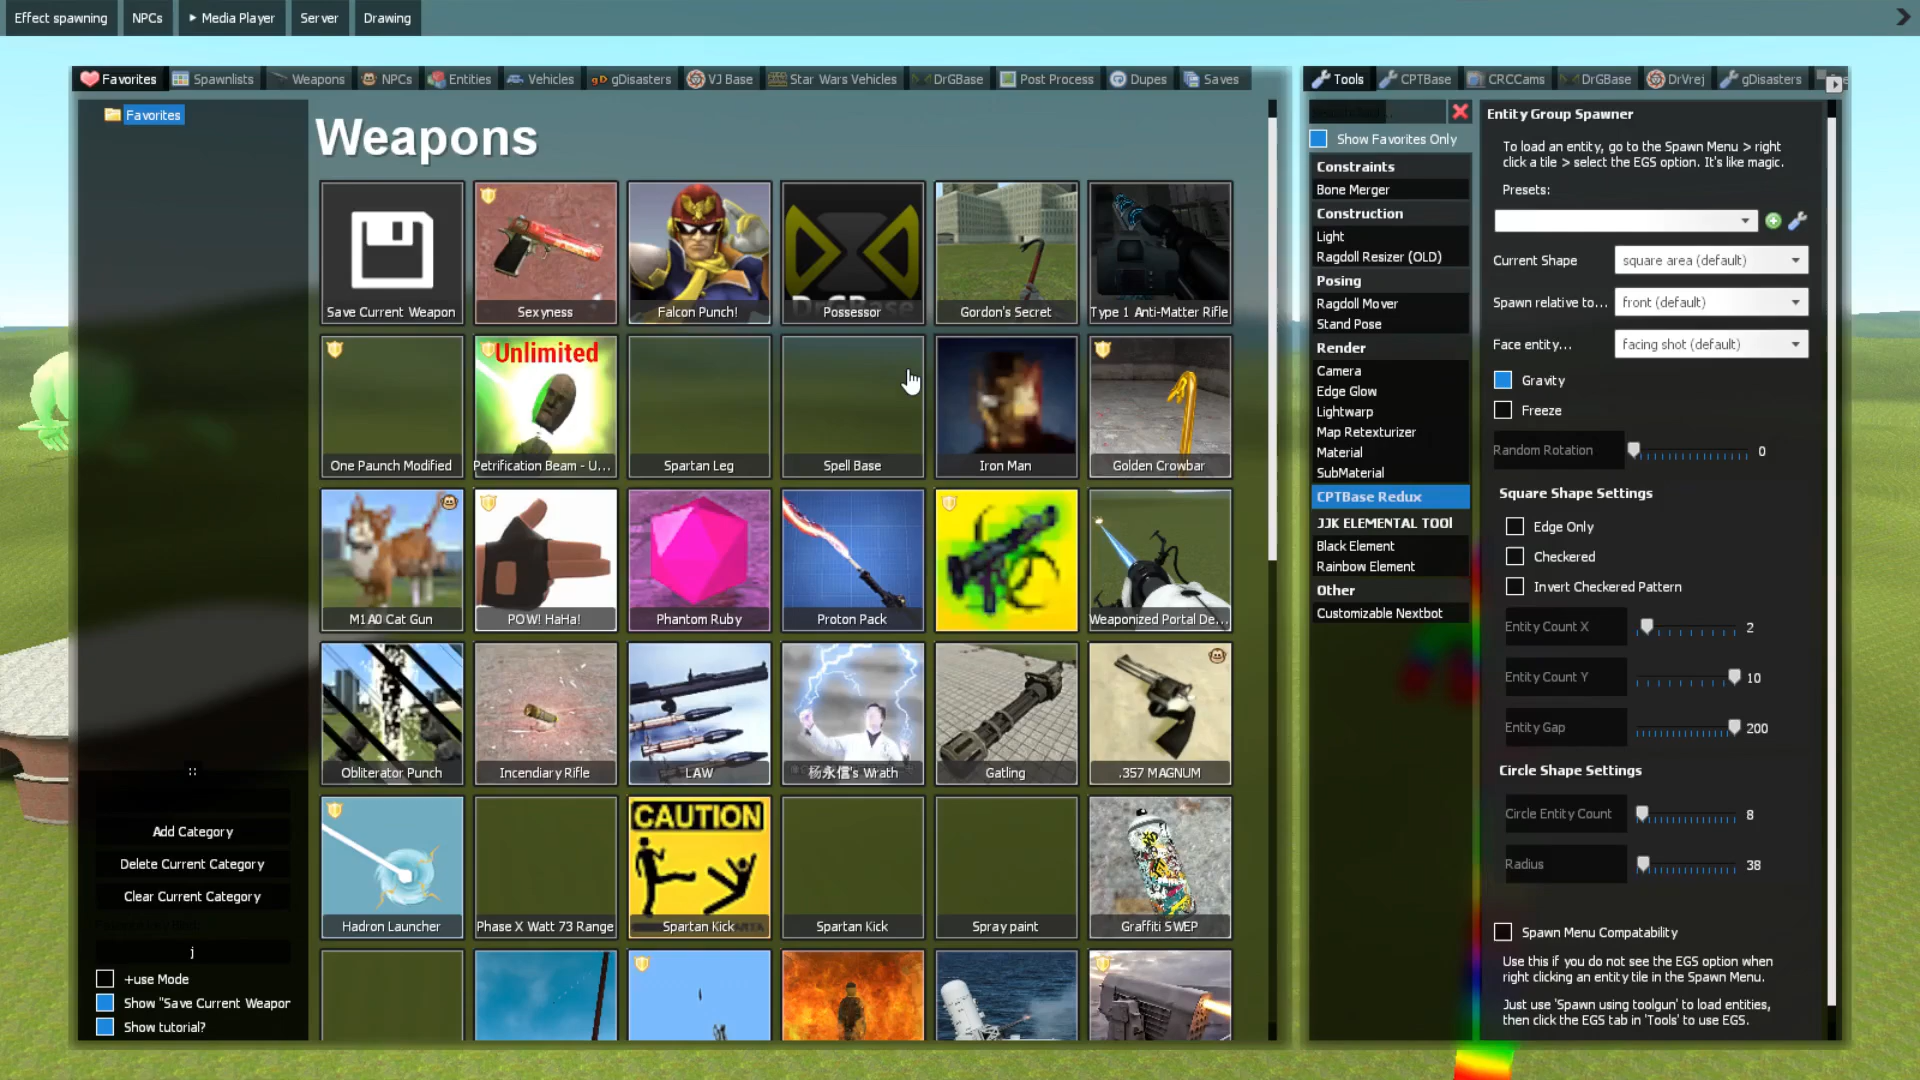 Effect spawning
NPCs
Media Player
Server
Drawing
Favorites
Spawnlists
Weapons
NPCs
Entities
Vehicles
gDisasters
VJ Base
Star Wars Vehicles
DrGBase
Post Process
Dupes
Saves
Tools
CPTBase
CRCCams
DrGBase
DrVrej
gDisasters
Favorites
Weapons
Save Current Weapon
Sexyness
Falcon Punch!
DrGBase
Possessor
Gordon's Secret
Type 1 Anti-Matter Rifle
One Paunch Modified
Unlimited
Petrification Beam - U...
Spartan Leg
Spell Base
Iron Man
Golden Crowbar
M1A0 Cat Gun
POW! HaHa!
Phantom Ruby
Proton Pack
Weaponized Portal De...
Obliterator Punch
Incendiary Rifle
LAW
杨永信's Wrath
Gatling
.357 MAGNUM
Hadron Launcher
Phase X Watt 73 Range
CAUTION
Spartan Kick
Spartan Kick
Spray paint
Graffiti SWEP
Add Category
Delete Current Category
Clear Current Category
j
+use Mode
Show "Save Current Weapon
Show tutorial?
Show Favorites Only
Constraints
Bone Merger
Construction
Light
Ragdoll Resizer (OLD)
Posing
Ragdoll Mover
Stand Pose
Render
Camera
Edge Glow
Lightwarp
Map Retexturizer
Material
SubMaterial
CPTBase Redux
JJK ELEMENTAL TOOl
Black Element
Rainbow Element
Other
Customizable Nextbot
Entity Group Spawner
To load an entity, go to the Spawn Menu > right
click a tile > select the EGS option. It's like magic.
Presets:
Current Shape
square area (default)
Spawn relative to...
front (default)
Face entity...
facing shot (default)
Gravity
Freeze
Random Rotation
0
Square Shape Settings
Edge Only
Checkered
Invert Checkered Pattern
Entity Count X
2
Entity Count Y
10
Entity Gap
200
Circle Shape Settings
Circle Entity Count
8
Radius
38
Spawn Menu Compatability
Use this if you do not see the EGS option when
right clicking an entity tile in the Spawn Menu.
Just use 'Spawn using toolgun' to load entities,
then click the EGS tab in 'Tools' to use EGS.